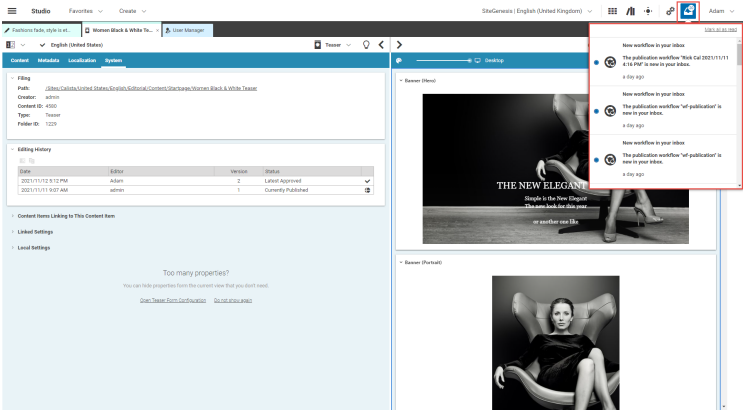 Studio Favorites Create SiteGenesis | English (United Kingdom) Adam
Fashions fade, style is et... Women Black & White Te... × User Manager
English (United States) Teaser
Content Metadata Localization System
Filing
Path: /Sites/Calista/United States/English/Editorial/Content/Startpage/Women Black & White Teaser
Creator: admin
Content ID: 4580
Type: Teaser
Folder ID: 1229
Editing History
Date Editor Version Status
2021/11/12 5:12 PM Adam 2 Latest Approved
2021/11/11 9:07 AM admin 1 Currently Published
Content Items Linking to This Content Item
Linked Settings
Local Settings
Too many properties?
You can hide properties form the current view that you don't need.
Open Teaser Form Configuration Do not show again
Desktop
Banner (Hero)
THE NEW ELEGANT
Simple is the New Elegant
The new look for this year
or another one like
Banner (Portrait)
Mark all as read
New workflow in your inbox
The publication workflow "Rick Cal 2021/11/11
4:16 PM" is new in your inbox.
a day ago
New workflow in your inbox
The publication workflow "wf-publication" is
new in your inbox.
a day ago
New workflow in your inbox
The publication workflow "wf-publication" is
new in your inbox.
a day ago